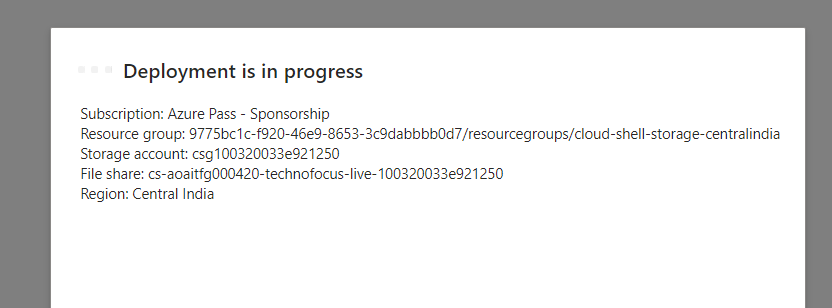 Deployment is in progress
Subscription: Azure Pass - Sponsorship
Resource group: 9775bc1c-f920-46e9-8653-3c9dabbbb0d7/resourcegroups/cloud-shell-storage-centralindia
Storage account: csg100320033e921250
File share: cs-aoaitfg000420-technofocus-live-100320033e921250
Region: Central India